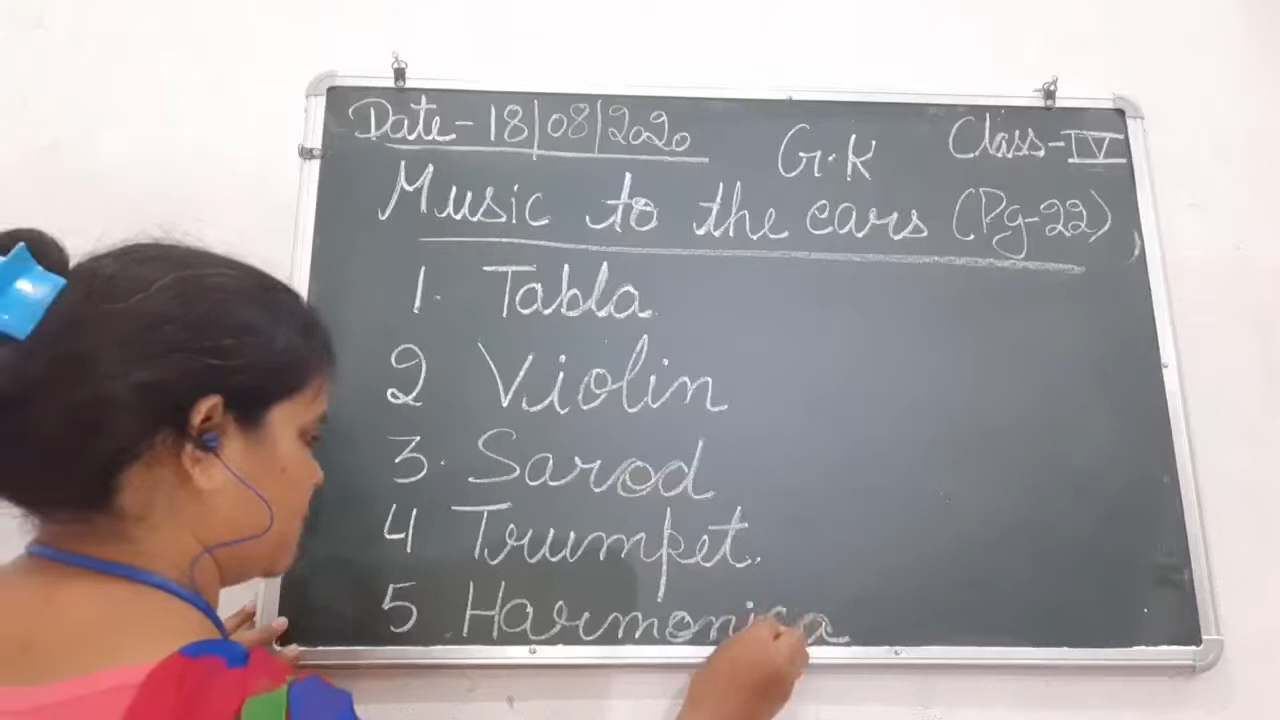 Date-18|08|2020
G.K
Class-IV
Music to the ears (Pg-22)
1. Tabla
2 Violin
3. Sarod
4 Trumpet.
5 Harmonica